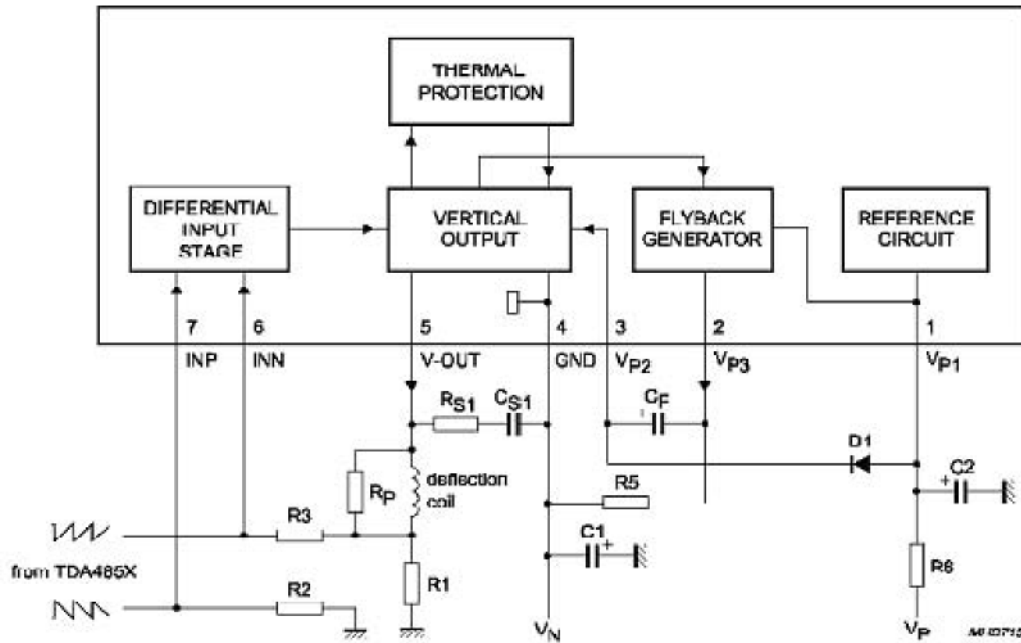 THERMAL
PROTECTION
DIFFERENTIAL
INPUT
STAGE
VERTICAL
OUTPUT
FLYBACK
GENERATOR
REFERENCE
CIRCUIT
7 6 5 4 3 2 1
INP INN V-OUT GND VP2 VP3 VP1
RS1 CS1 CF
D1
C2
RP
deflection
coil
R5
R3
C1
from TDA485X
R1
R6
R2
VN
VP